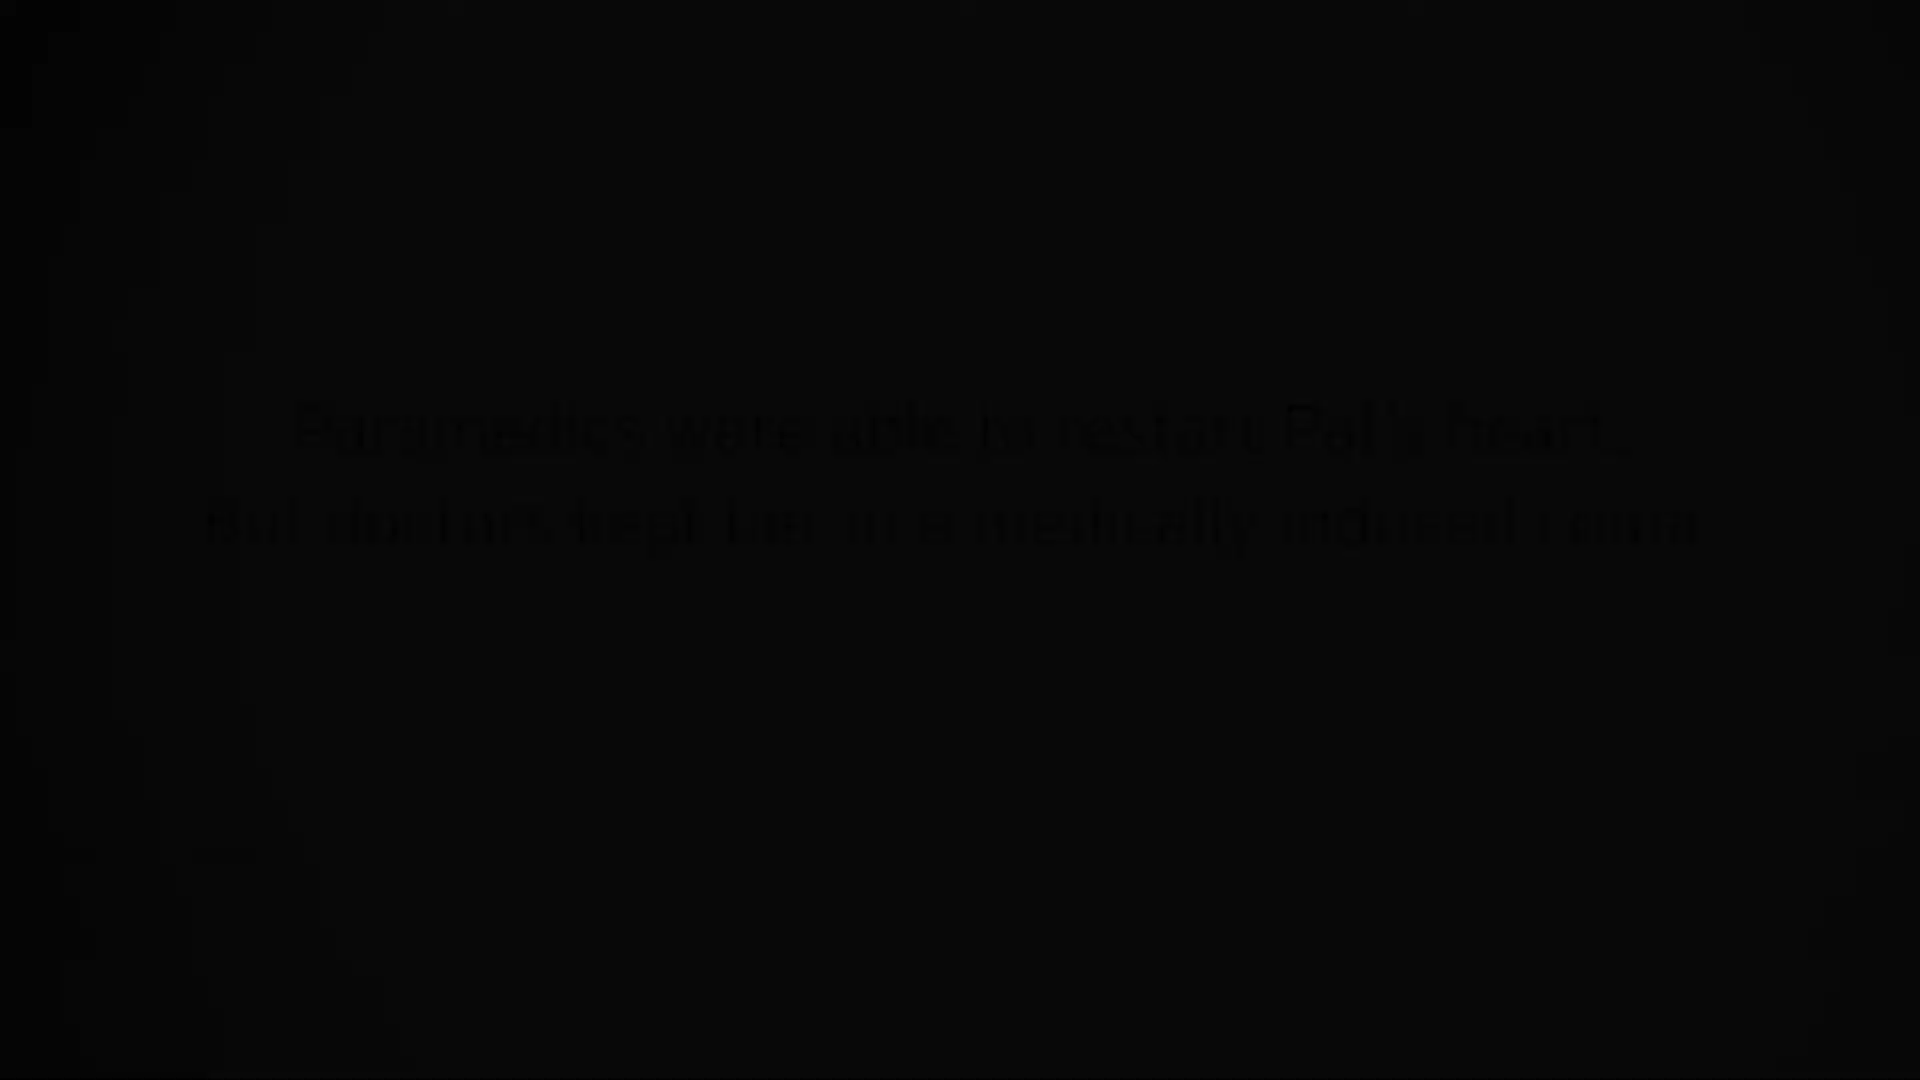 Paramedics were able to restart Pat's heart.
But doctors kept her in a medically induced coma